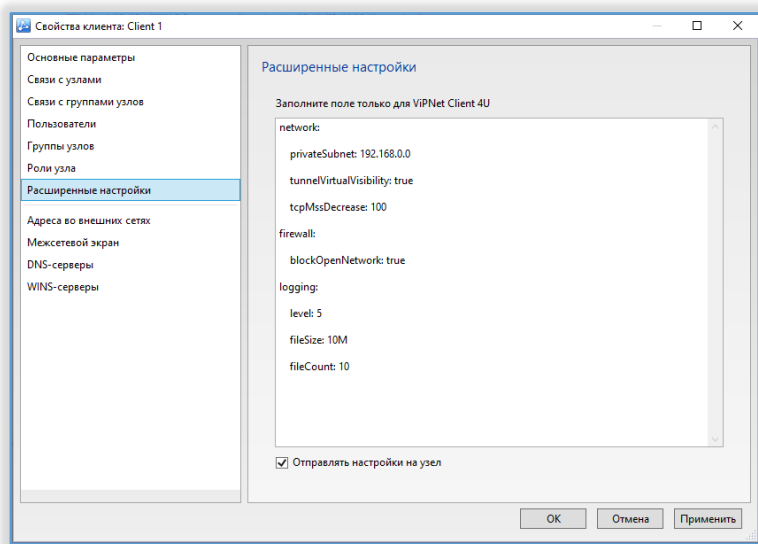 Свойства клиента: Client 1
Основные параметры
Связи с узлами
Связи с группами узлов
Пользователи
Группы узлов
Роли узла
Расширенные настройки
Адреса во внешних сетях
Межсетевой экран
DNS-серверы
WINS-серверы
Расширенные настройки
Заполните поле только для ViPNet Client 4U
network:
privateSubnet: 192.168.0.0
tunnelVirtualVisibility: true
tcpMssDecrease: 100
firewall:
blockOpenNetwork: true
logging:
level: 5
fileSize: 10M
fileCount: 10
Отправлять настройки на узел
ОК
Отмена
Применить